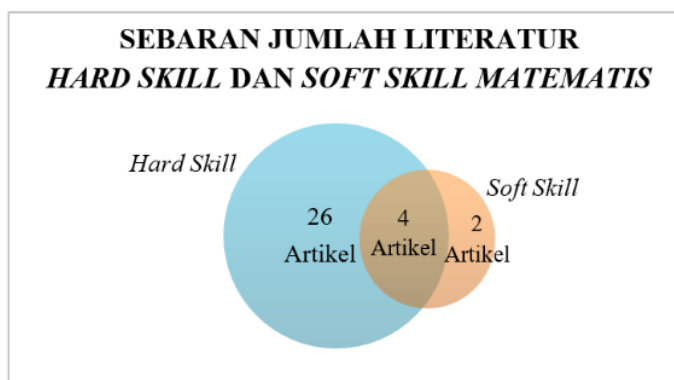 SEBARAN JUMLAH LITERATUR
HARD SKILL DAN SOFT SKILL MATEMATIS
Hard Skill
Soft Skill
26
Artikel
4
Artikel
2
Artikel